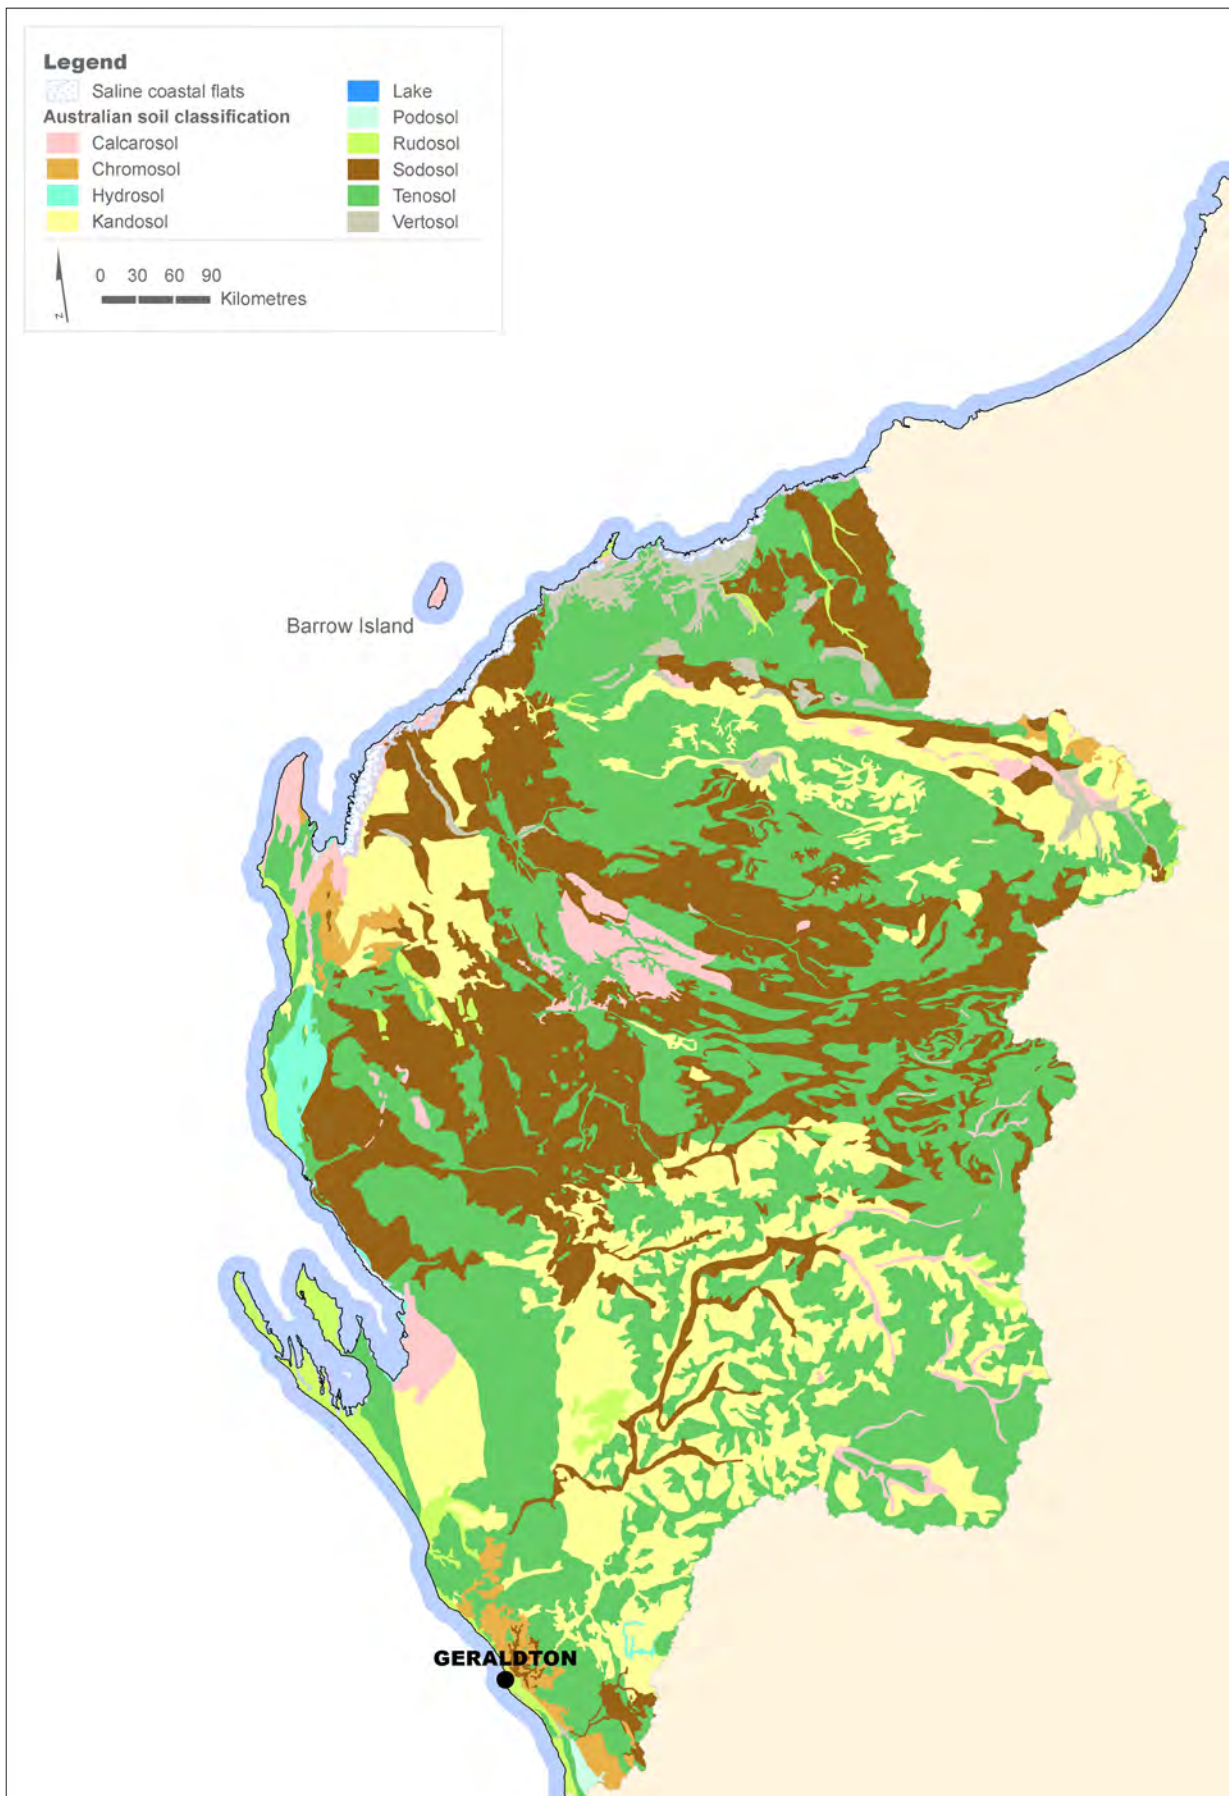 Legend
Saline coastal flats
Australian soil classification
Calcarosol
Chromosol
Hydrosol
Kandosol
Lake
Podosol
Rudosol
Sodosol
Tenosol
Vertosol
N
0 30 60 90
Kilometres
Barrow Island
GERALDTON